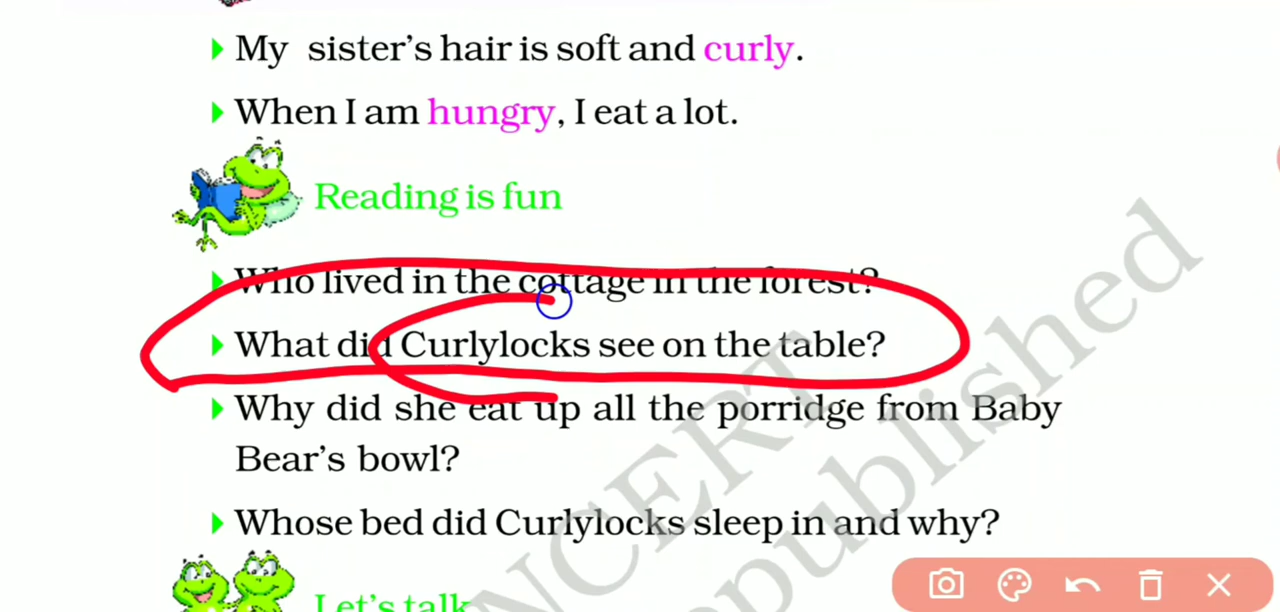 My sister's hair is soft and curly.
When I am hungry, I eat a lot.
Reading is fun
Who lived in the cottage in the forest?
What did Curlylocks see on the table?
Why did she eat up all the porridge from Baby
Bear's bowl?
Whose bed did Curlylocks sleep in and why?
Let's talk
NCERT
republished